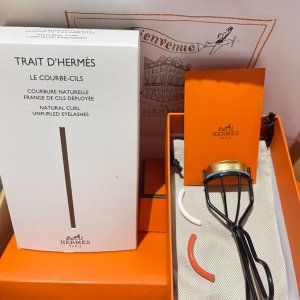 TRAIT D'HERMÈS
LE COURBE-CILS
COURBURE NATURELLE
FRANGE DE CILS DÉPLOYÉE
NATURAL CURL
UNFURLED EYELASHES
HERMÈS
PARIS
Bienvenue
HERMÈS
PARIS